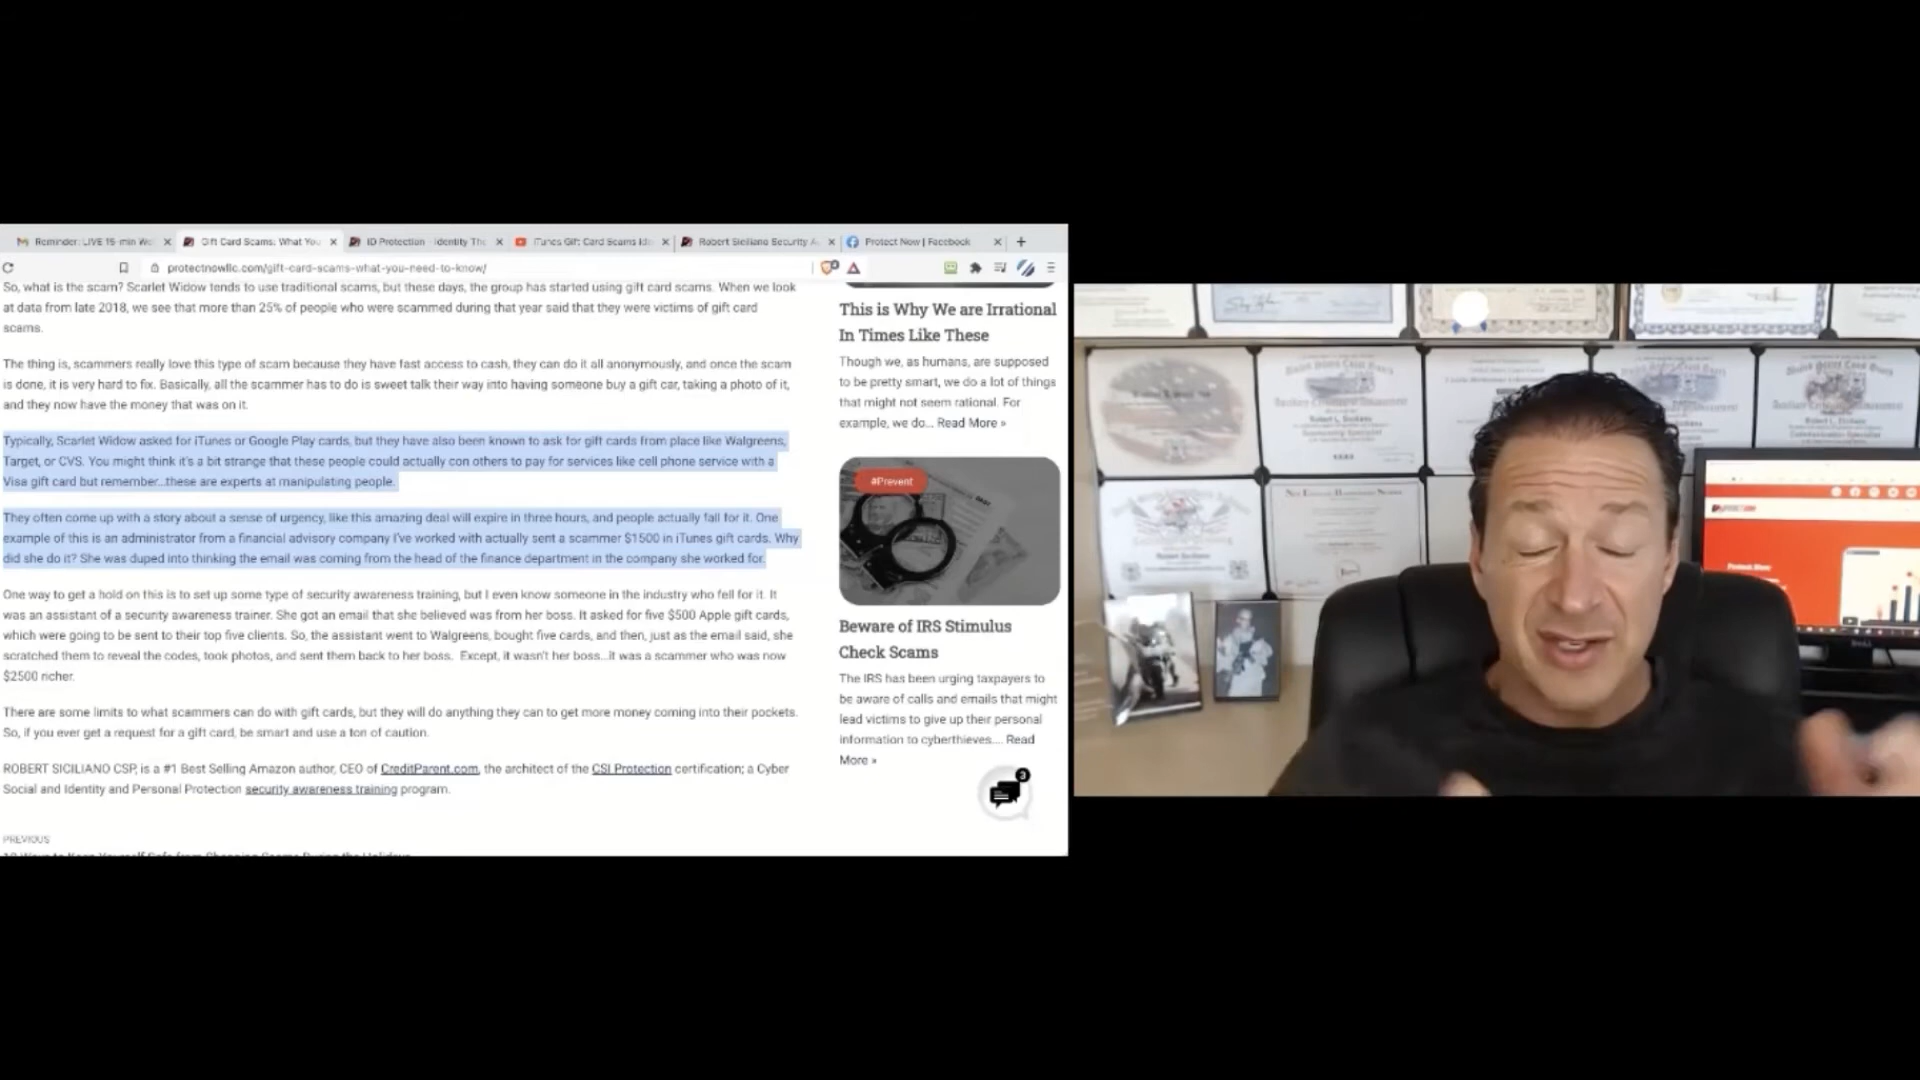 Reminder: LIVE 15-min We
Gift Card Scams: What You
ID Protection - Identity The
iTunes Gift Card Scams Ide
Robert Siciliano Security A
Protect Now | Facebook
protectnowllc.com/gift-card-scams-what-you-need-to-know/
So, what is the scam? Scarlet Widow tends to use traditional scams, but these days, the group has started using gift card scams. When we look
at data from late 2018, we see that more than 25% of people who were scammed during that year said that they were victims of gift card
scams.
The thing is, scammers really love this type of scam because they have fast access to cash, they can do it all anonymously, and once the scam
is done, it is very hard to fix. Basically, all the scammer has to do is sweet talk their way into having someone buy a gift car, taking a photo of it,
and they now have the money that was on it.
Typically, Scarlet Widow asked for iTunes or Google Play cards, but they have also been known to ask for gift cards from place like Walgreens,
Target, or CVS. You might think it's a bit strange that these people could actually con others to pay for services like cell phone service with a
Visa gift card but remember...these are experts at manipulating people.
They often come up with a story about a sense of urgency, like this amazing deal will expire in three hours, and people actually fall for it. One
example of this is an administrator from a financial advisory company I've worked with actually sent a scammer $1500 in iTunes gift cards. Why
did she do it? She was duped into thinking the email was coming from the head of the finance department in the company she worked for.
One way to get a hold on this is to set up some type of security awareness training, but I even know someone in the industry who fell for it. It
was an assistant of a security awareness trainer. She got an email that she believed was from her boss. It asked for five $500 Apple gift cards,
which were going to be sent to their top five clients. So, the assistant went to Walgreens, bought five cards, and then, just as the email said, she
scratched them to reveal the codes, took photos, and sent them back to her boss. Except, it wasn't her boss...it was a scammer who was now
$2500 richer.
There are some limits to what scammers can do with gift cards, but they will do anything they can to get more money coming into their pockets.
So, if you ever get a request for a gift card, be smart and use a ton of caution.
ROBERT SICILIANO CSP, is a #1 Best Selling Amazon author, CEO of CreditParent.com, the architect of the CSI Protection certification; a Cyber
Social and Identity and Personal Protection security awareness training program.
PREVIOUS
This is Why We are Irrational
In Times Like These
Though we, as humans, are supposed
to be pretty smart, we do a lot of things
that might not seem rational. For
example, we do... Read More »
#Prevent
Beware of IRS Stimulus
Check Scams
The IRS has been urging taxpayers to
be aware of calls and emails that might
lead victims to give up their personal
information to cyberthieves.... Read
More »
3